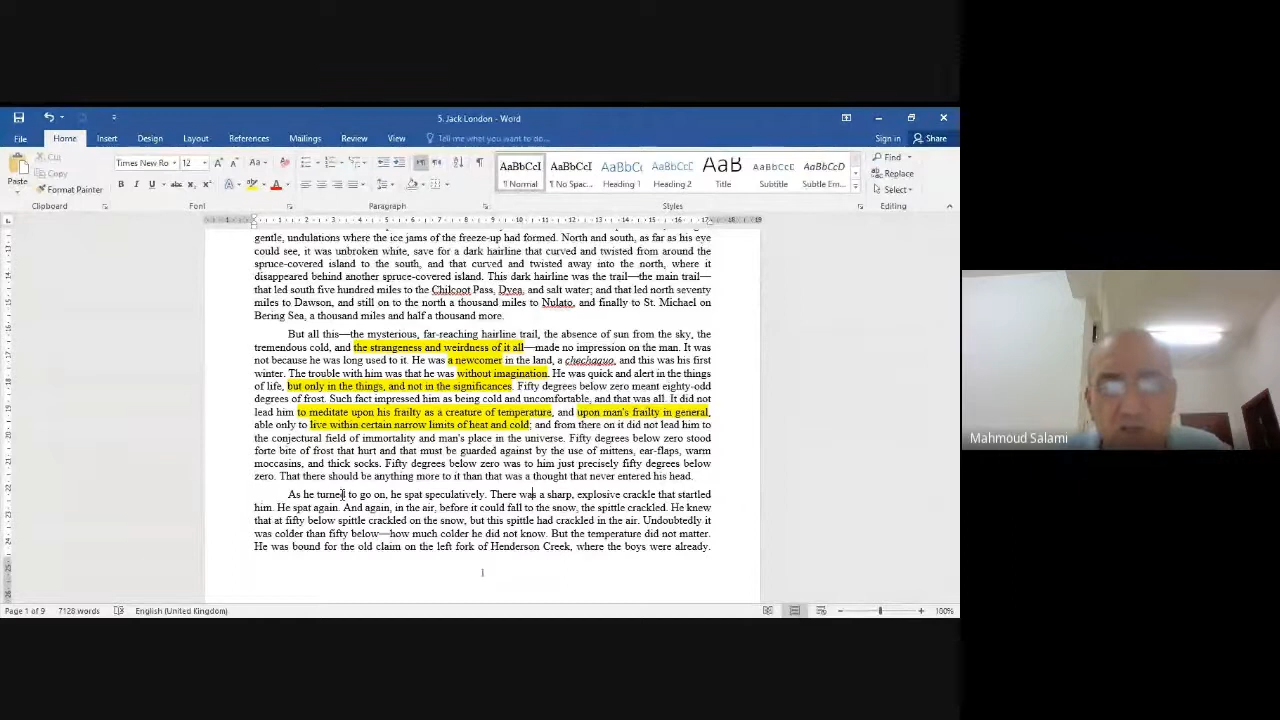 5. Jack London - Word
Sign in Share
File Home Insert Design Layout References Mailings Review View Tell me what you want to do...
Paste Cut Copy Format Painter
Times New Ro 12
AaBbCcI AaBbCcI AaBbCc AaBbCcC AaB AaBbCcC AaBbCcD
¶ Normal ¶ No Spac... Heading 1 Heading 2 Title Subtitle Subtle Em...
Find Replace Select
Clipboard Font Paragraph Styles Editing
gentle, undulations where the ice jams of the freeze-up had formed. North and south, as far as his eye
could see, it was unbroken white, save for a dark hairline that curved and twisted from around the
spruce-covered island to the south, and that curved and twisted away into the north, where it
disappeared behind another spruce-covered island. This dark hairline was the trail—the main trail—
that led south five hundred miles to the Chilcoot Pass, Dyea, and salt water; and that led north seventy
miles to Dawson, and still on to the north a thousand miles to Nulato, and finally to St. Michael on
Bering Sea, a thousand miles and half a thousand more.
But all this—the mysterious, far-reaching hairline trail, the absence of sun from the sky, the
tremendous cold, and the strangeness and weirdness of it all—made no impression on the man. It was
not because he was long used to it. He was a newcomer in the land, a chechaquo, and this was his first
winter. The trouble with him was that he was without imagination. He was quick and alert in the things
of life, but only in the things, and not in the significances. Fifty degrees below zero meant eighty-odd
degrees of frost. Such fact impressed him as being cold and uncomfortable, and that was all. It did not
lead him to meditate upon his frailty as a creature of temperature, and upon man's frailty in general,
able only to live within certain narrow limits of heat and cold; and from there on it did not lead him to
the conjectural field of immortality and man's place in the universe. Fifty degrees below zero stood
forte bite of frost that hurt and that must be guarded against by the use of mittens, ear-flaps, warm
moccasins, and thick socks. Fifty degrees below zero was to him just precisely fifty degrees below
zero. That there should be anything more to it than that was a thought that never entered his head.
As he turned to go on, he spat speculatively. There was a sharp, explosive crackle that startled
him. He spat again. And again, in the air, before it could fall to the snow, the spittle crackled. He knew
that at fifty below spittle crackled on the snow, but this spittle had crackled in the air. Undoubtedly it
was colder than fifty below—how much colder he did not know. But the temperature did not matter.
He was bound for the old claim on the left fork of Henderson Creek, where the boys were already.
1
Page 1 of 9 7128 words English (United Kingdom) 100%
Mahmoud Salami